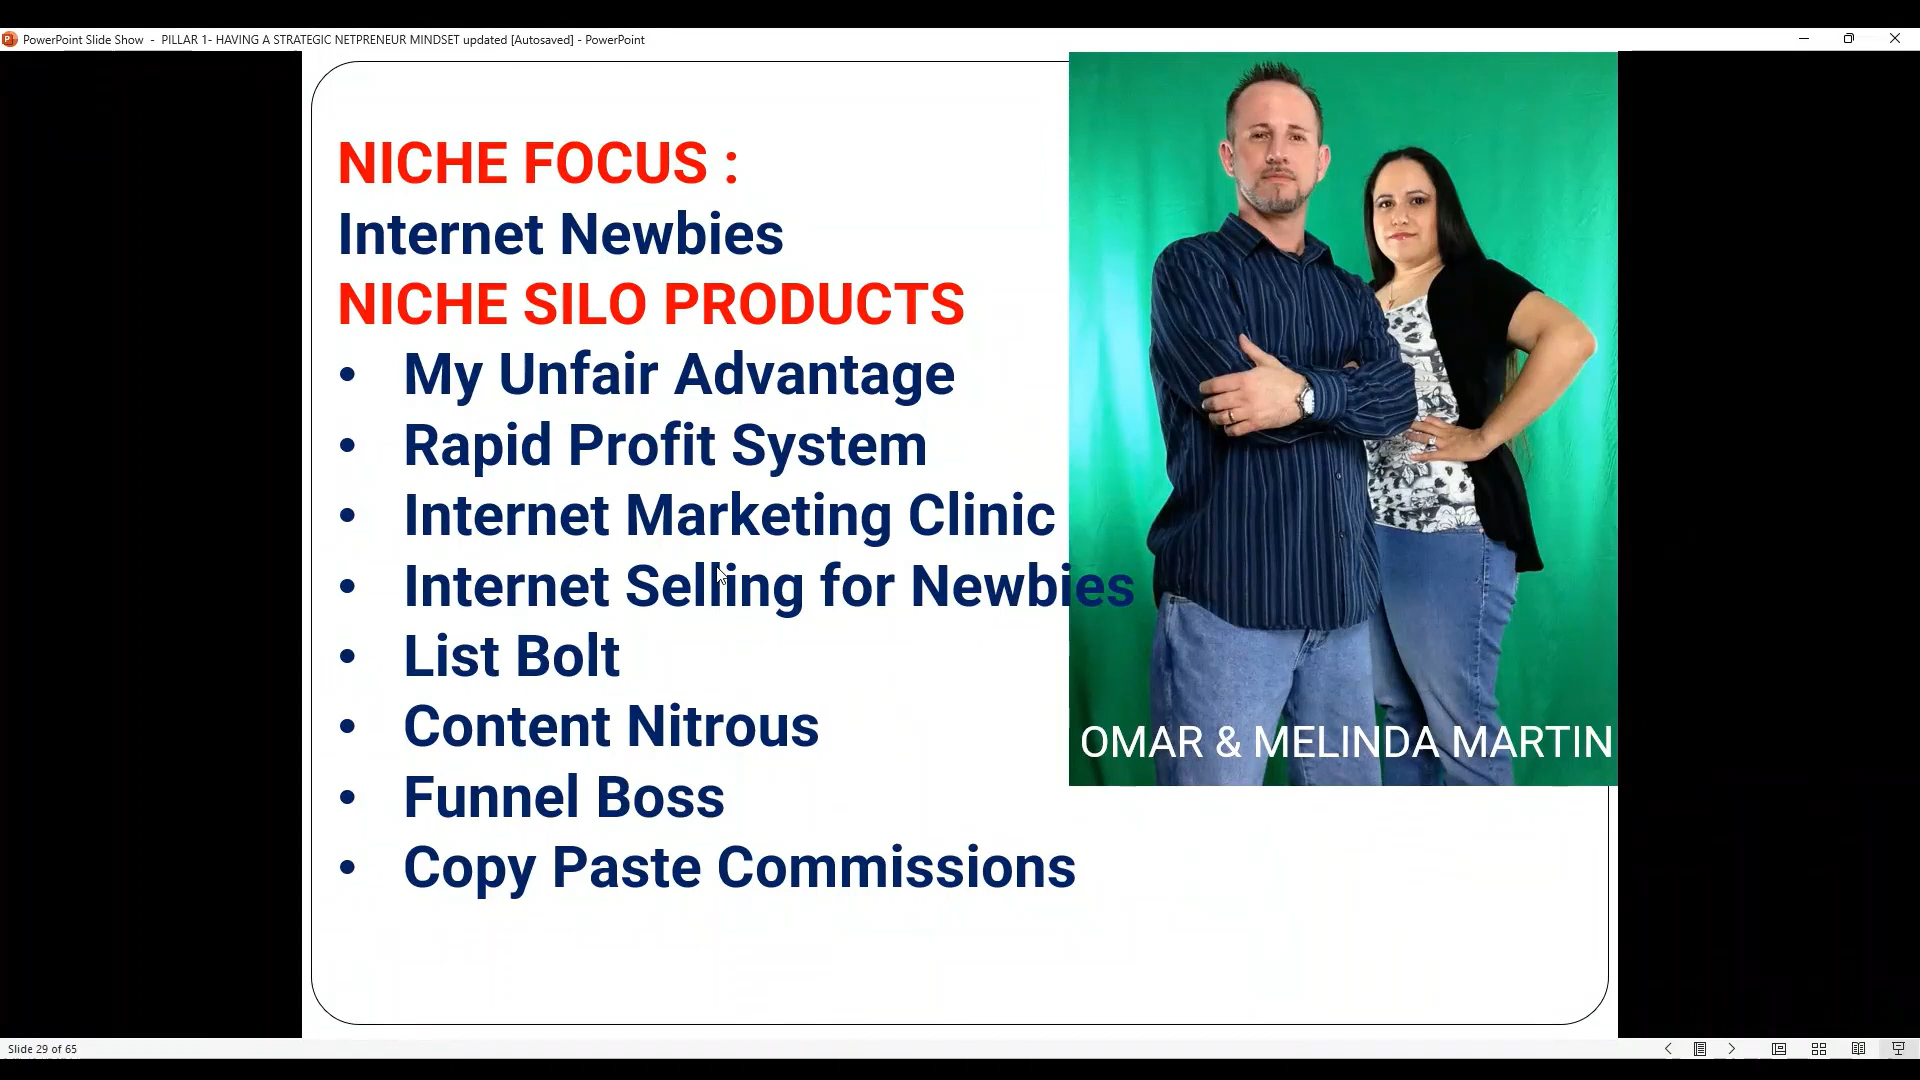 PowerPoint Slide Show - PILLAR 1- HAVING A STRATEGIC NETPRENEUR MINDSET updated [Autosaved] - PowerPoint
NICHE FOCUS :
Internet Newbies
NICHE SILO PRODUCTS
• My Unfair Advantage
• Rapid Profit System
• Internet Marketing Clinic
• Internet Selling for Newbies
• List Bolt
• Content Nitrous
• Funnel Boss
• Copy Paste Commissions
OMAR & MELINDA MARTIN
Slide 29 of 65